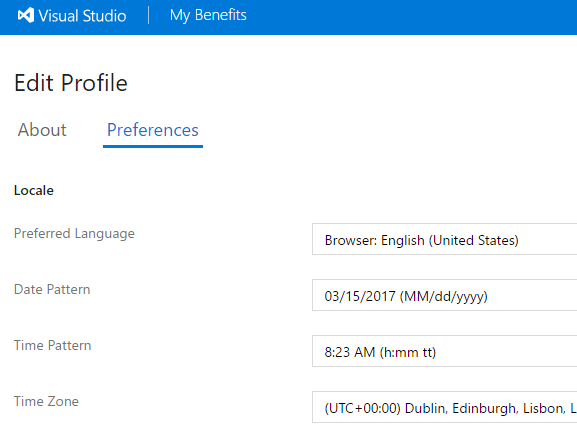 Visual Studio | My Benefits
Edit Profile
About Preferences
Locale
Preferred Language Browser: English (United States)
Date Pattern 03/15/2017 (MM/dd/yyyy)
Time Pattern 8:23 AM (h:mm tt)
Time Zone (UTC+00:00) Dublin, Edinburgh, Lisbon, L